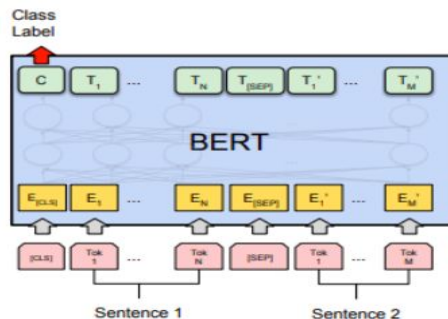 Class
Label
C T1 ... TN T[SEP] T1' ... TM'
BERT
E[CLS] E1 ... EN E[SEP] E1' ... EM'
[CLS] Tok 1 ... Tok N [SEP] Tok 1 ... Tok M
Sentence 1 Sentence 2